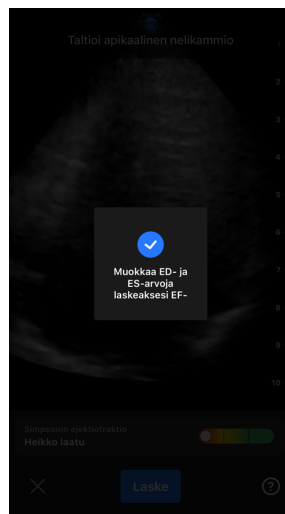 Taltioi apikaalinen nelikammio
2
3
4
5
6
Muokkaa ED- ja
ES-arvoja
laskeaksesi EF-
7
8
9
10
Simpsonin ejektiofraktio
Heikko laatu
Laske
?